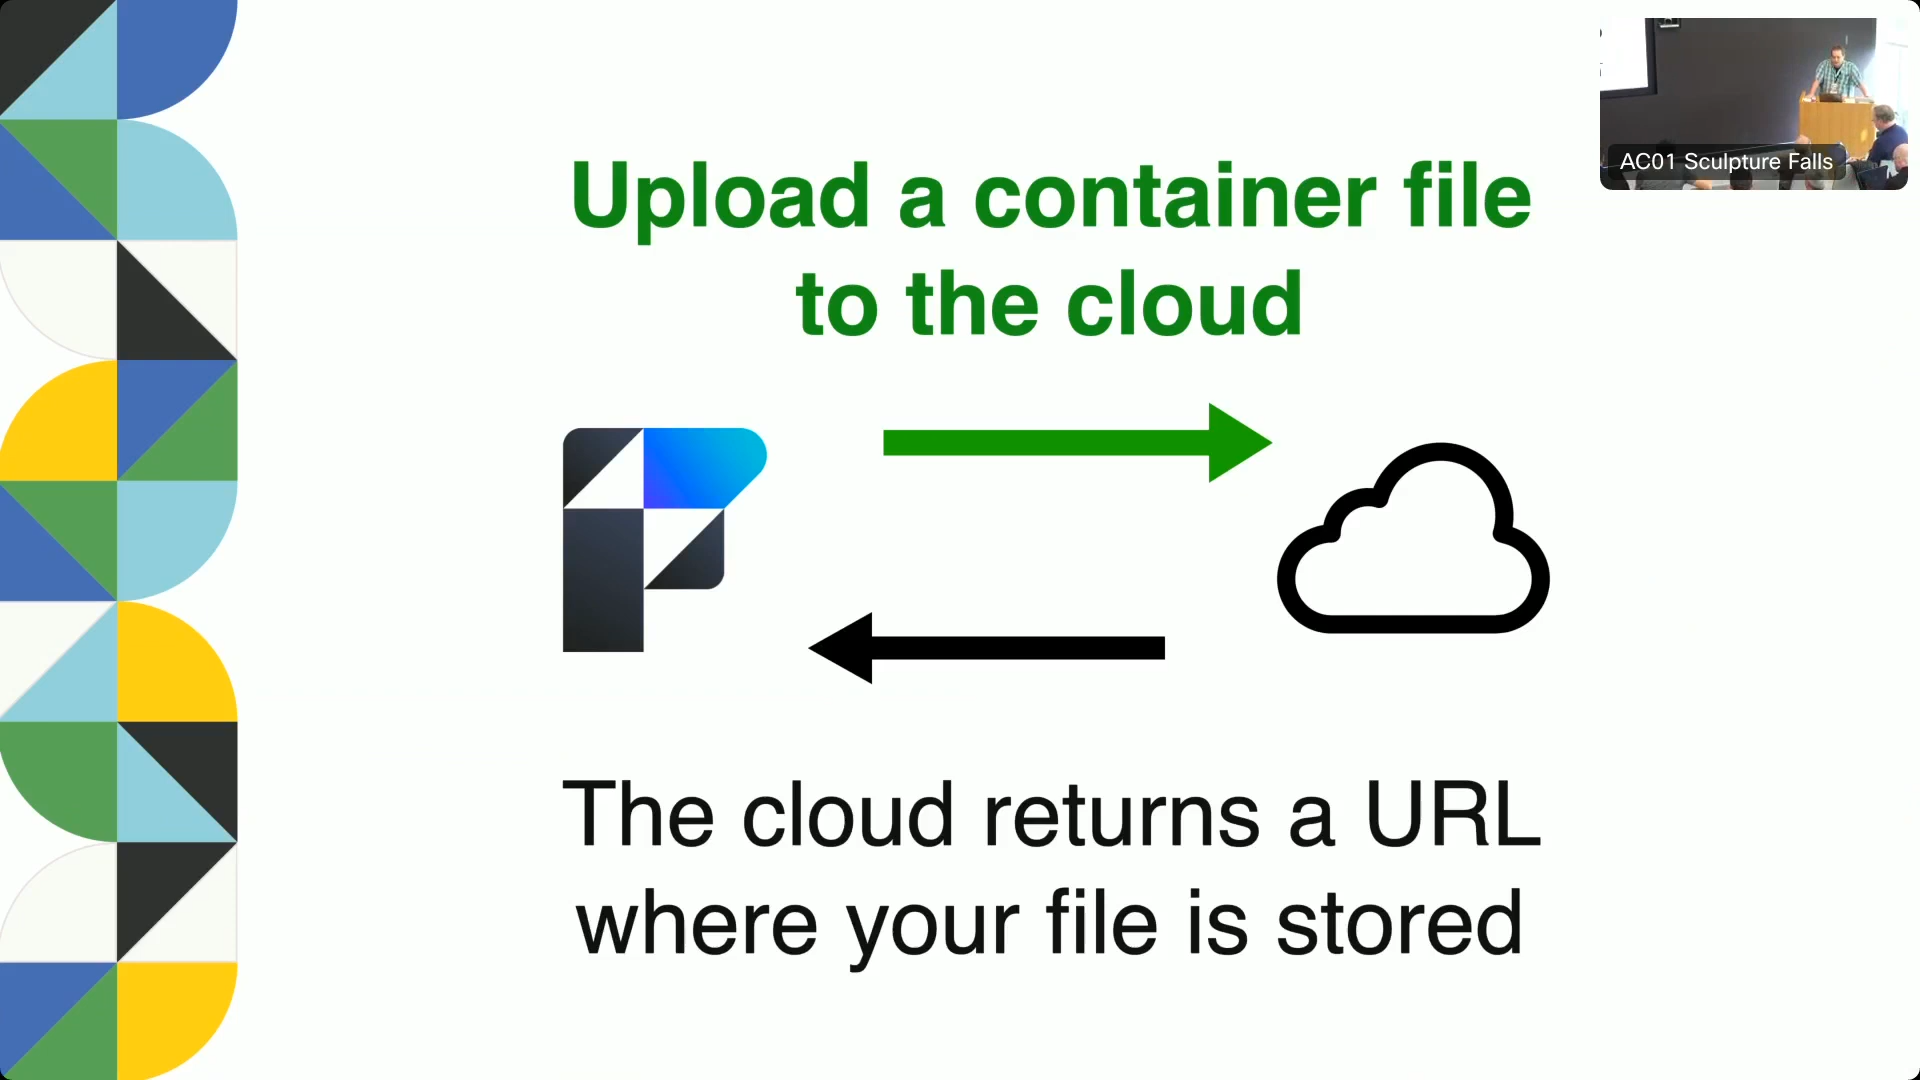 Upload a container file
to the cloud
AC01 Sculpture Falls
The cloud returns a URL
where your file is stored